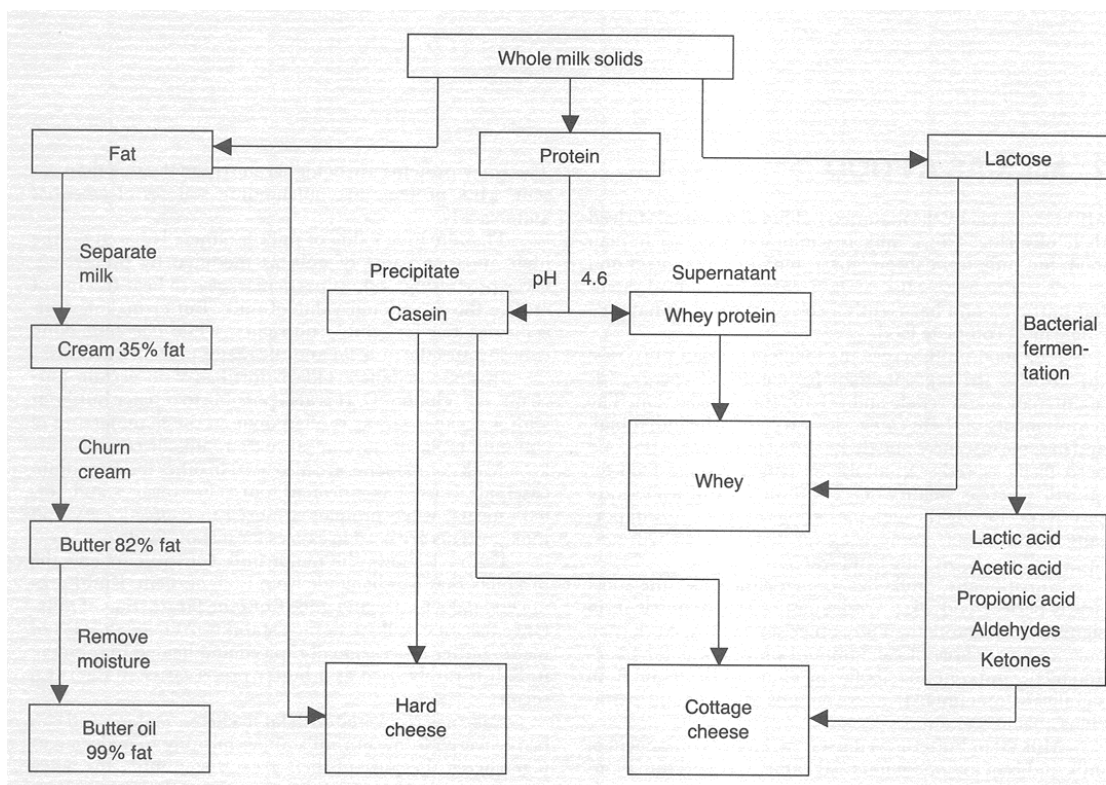 Whole milk solids
Fat
Protein
Lactose
Separate
milk
Precipitate
pH 4.6
Supernatant
Casein
Whey protein
Cream 35% fat
Bacterial
fermen-
tation
Churn
cream
Whey
Butter 82% fat
Lactic acid
Acetic acid
Propionic acid
Aldehydes
Ketones
Remove
moisture
Hard
cheese
Cottage
cheese
Butter oil
99% fat